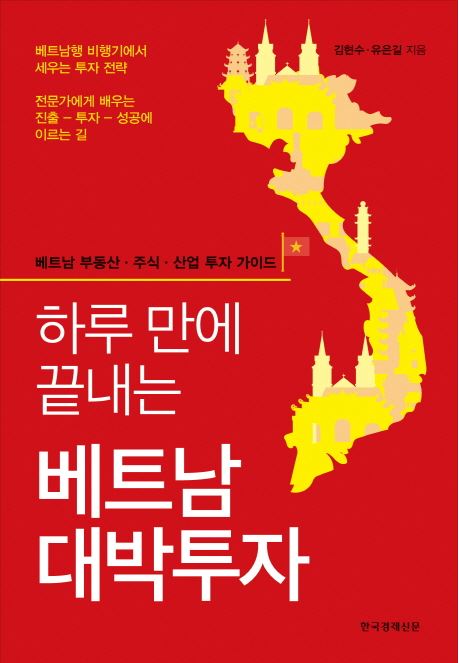 베트남행 비행기에서
세우는 투자 전략
전문가에게 배우는
진출 – 투자 – 성공에
이르는 길
김현수 · 유은길 지음
베트남 부동산 · 주식 · 산업 투자 가이드
하루 만에
끝내는
베트남
대박투자
한국경제신문